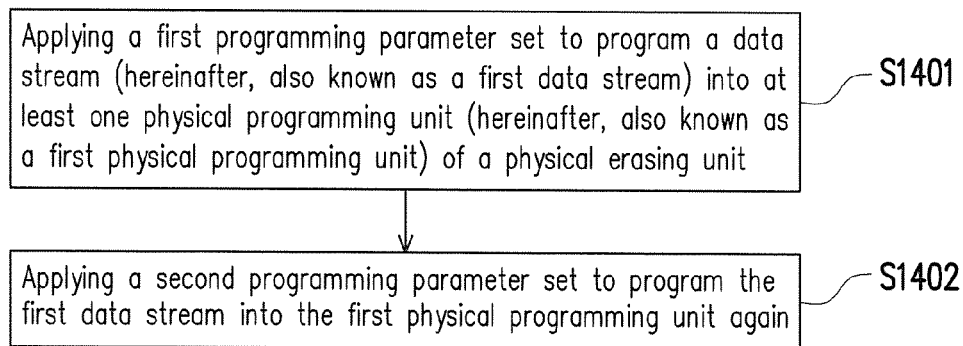 Applying a first programming parameter set to program a data
stream (hereinafter, also known as a first data stream) into at
least one physical programming unit (hereinafter, also known as
a first physical programming unit) of a physical erasing unit
S1401
Applying a second programming parameter set to program the
first data stream into the first physical programming unit again
S1402